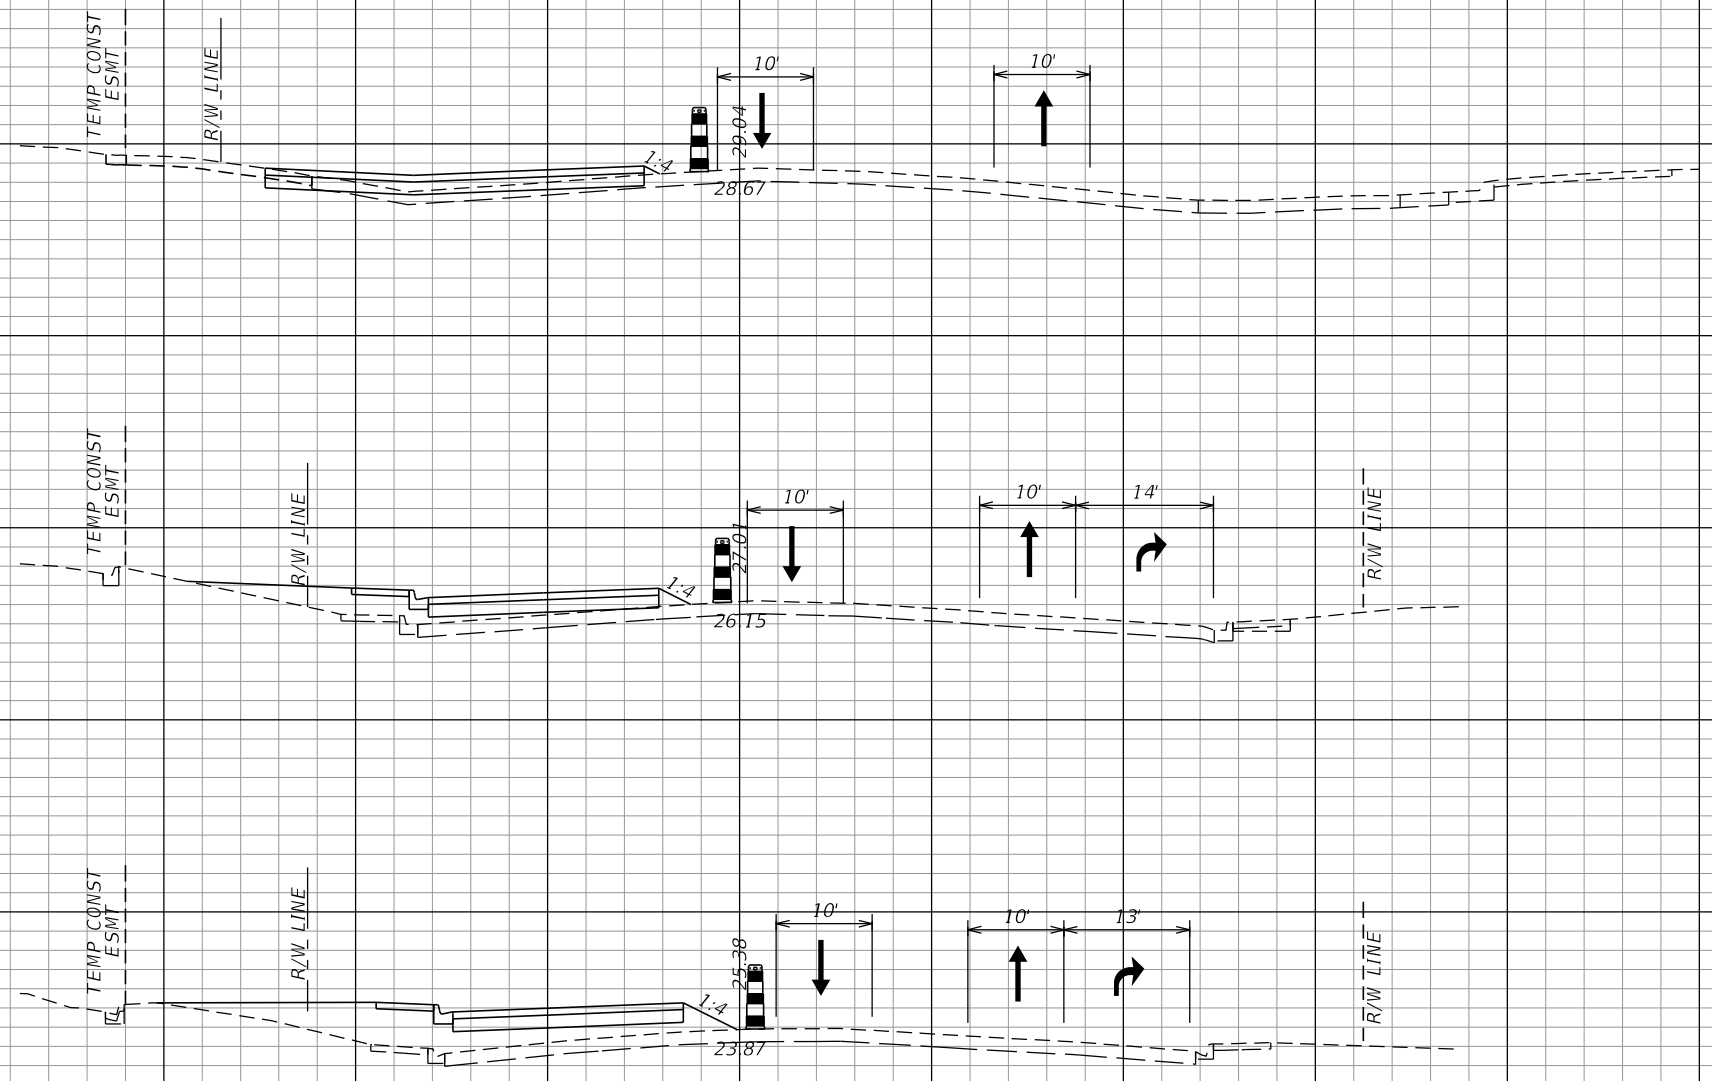 TEMP CONST
ESMT
R/W LINE
1:4
10'
29.04
28.67
10'
TEMP CONST
ESMT
R/W LINE
1:4
10'
27.01
26.15
10'
14'
R/W LINE
TEMP CONST
ESMT
R/W LINE
1:4
10'
25.38
23.87
10'
13'
R/W LINE